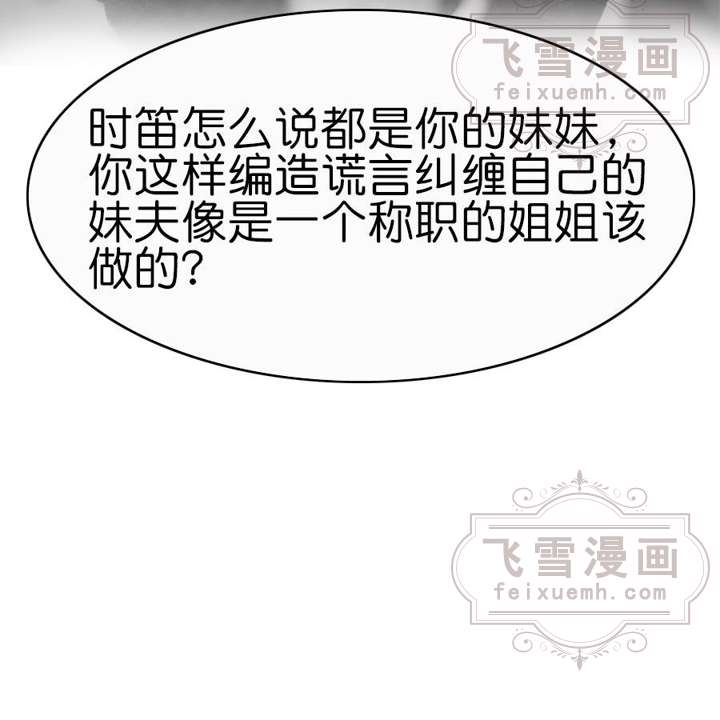 飞雪漫画
feixuemh.com
时笛怎么说都是你的妹妹，
你这样编造谎言纠缠自己的
妹夫像是一个称职的姐姐该
做的？
飞雪漫画
feixuemh.com